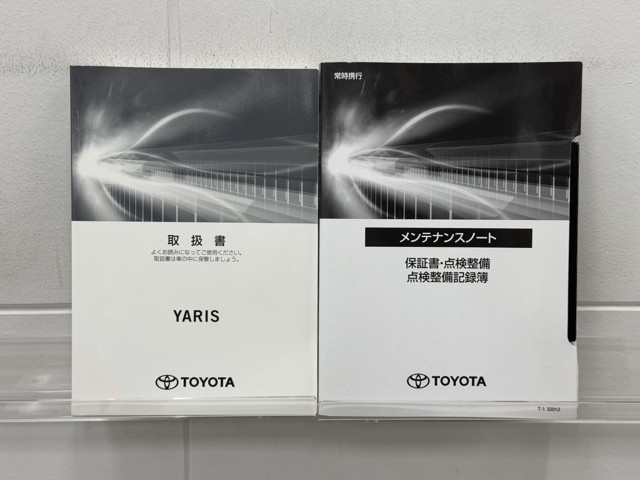 取扱書
よくお読みになってご使用ください。
取扱書は車の中に保管しましょう。
YARIS
TOYOTA
常時携行
メンテナンスノート
保証書・点検整備
点検整備記録簿
TOYOTA